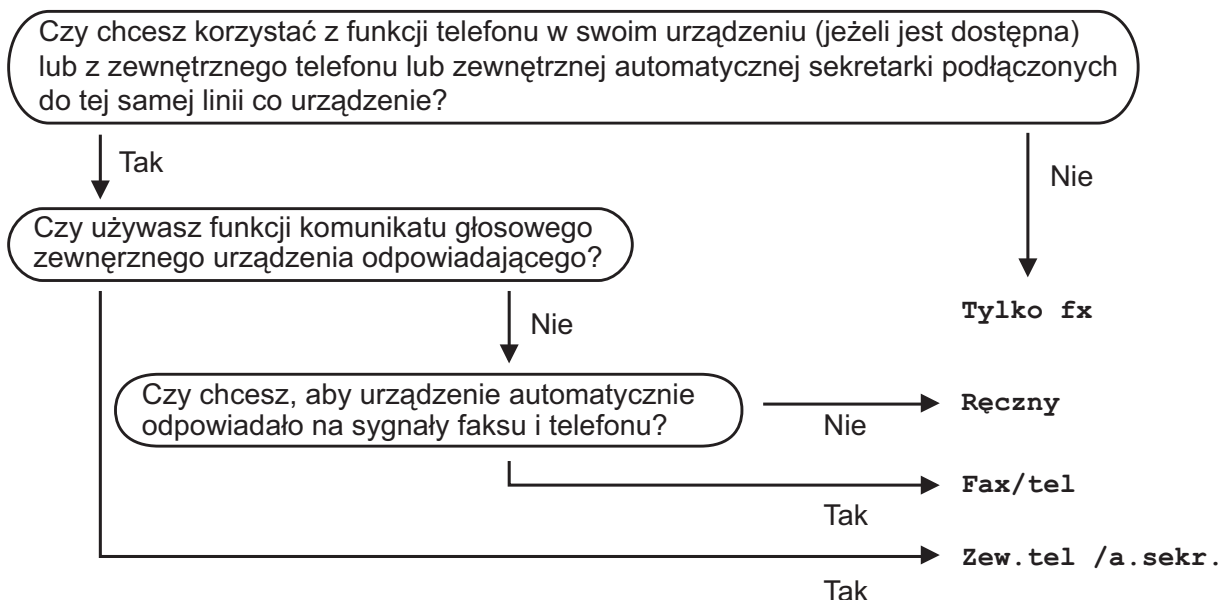 Czy chcesz korzystać z funkcji telefonu w swoim urządzeniu (jeżeli jest dostępna)
lub z zewnętrznego telefonu lub zewnętrznej automatycznej sekretarki podłączonych
do tej samej linii co urządzenie?
Tak
Nie
Czy używasz funkcji komunikatu głosowego
zewnęrznego urządzenia odpowiadającego?
Tylko fx
Nie
Czy chcesz, aby urządzenie automatycznie
odpowiadało na sygnały faksu i telefonu?
Nie
Ręczny
Fax/tel
Tak
Zew.tel /a.sekr.
Tak